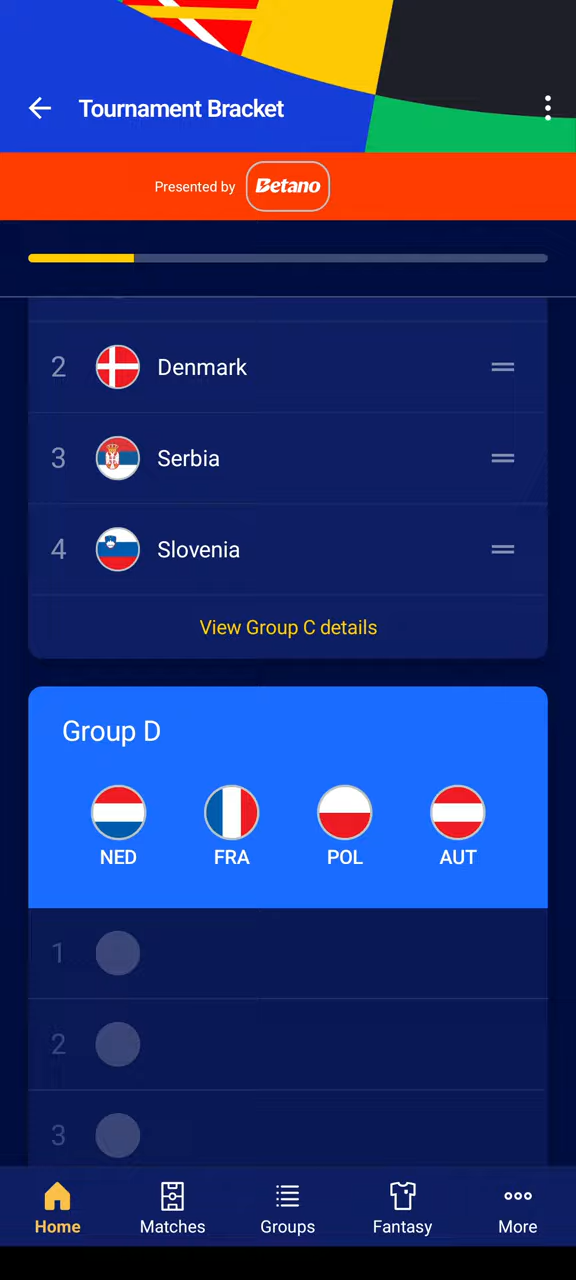 Tournament Bracket
Presented by Betano
2 Denmark
3 Serbia
4 Slovenia
View Group C details
Group D
NED FRA POL AUT
1
2
3
Home Matches Groups Fantasy More